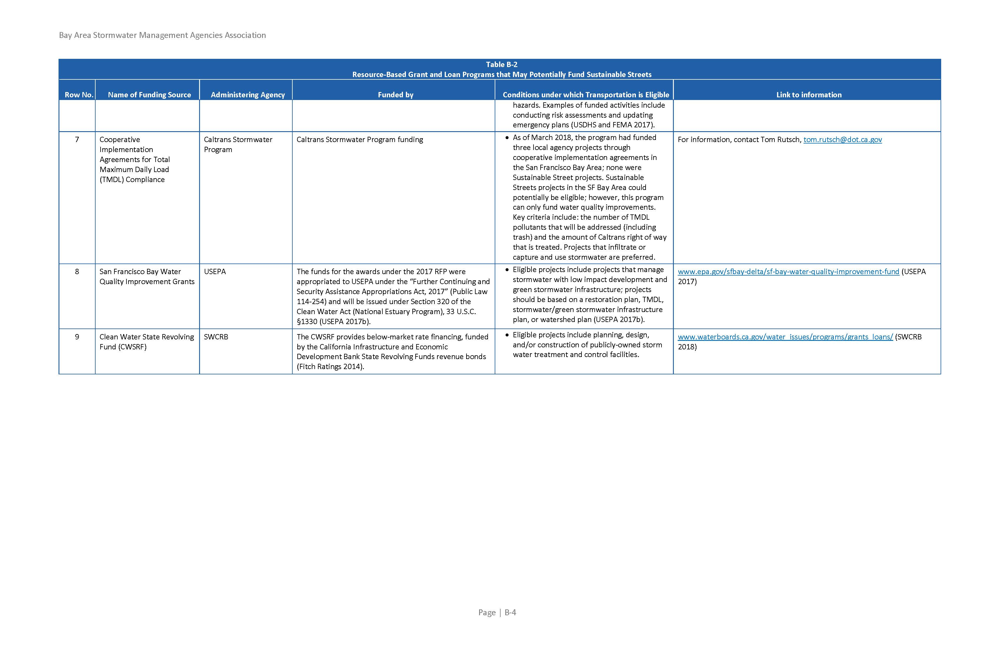 Bay Area Stormwater Management Agencies Association
Table B-2
Resource-Based Grant and Loan Programs that May Potentially Fund Sustainable Streets
Row No.
Name of Funding Source
Administering Agency
Funded by
Conditions under which Transportation is Eligible
Link to information
hazards. Examples of funded activities include
conducting risk assessments and updating
emergency plans (USDHS and FEMA 2017).
7
Cooperative
Implementation
Agreements for Total
Maximum Daily Load
(TMDL) Compliance
Caltrans Stormwater
Program
Caltrans Stormwater Program funding
• As of March 2018, the program had funded
three local agency projects through
cooperative implementation agreements in
the San Francisco Bay Area; none were
Sustainable Street projects. Sustainable
Streets projects in the SF Bay Area could
potentially be eligible; however, this program
can only fund water quality improvements.
Key criteria include: the number of TMDL
pollutants that will be addressed (including
trash) and the amount of Caltrans right of way
that is treated. Projects that infiltrate or
capture and use stormwater are preferred.
For information, contact Tom Rutsch, tom.rutsch@dot.ca.gov
8
San Francisco Bay Water
Quality Improvement Grants
USEPA
The funds for the awards under the 2017 RFP were
appropriated to USEPA under the “Further Continuing and
Security Assistance Appropriations Act, 2017” (Public Law
114-254) and will be issued under Section 320 of the
Clean Water Act (National Estuary Program), 33 U.S.C.
§1330 (USEPA 2017b).
• Eligible projects include projects that manage
stormwater with low impact development and
green stormwater infrastructure; projects
should be based on a restoration plan, TMDL,
stormwater/green stormwater infrastructure
plan, or watershed plan (USEPA 2017b).
www.epa.gov/sfbay-delta/sf-bay-water-quality-improvement-fund (USEPA
2017)
9
Clean Water State Revolving
Fund (CWSRF)
SWCRB
The CWSRF provides below-market rate financing, funded
by the California Infrastructure and Economic
Development Bank State Revolving Funds revenue bonds
(Fitch Ratings 2014).
• Eligible projects include planning, design,
and/or construction of publicly-owned storm
water treatment and control facilities.
www.waterboards.ca.gov/water_issues/programs/grants_loans/ (SWCRB
2018)
Page | B-4